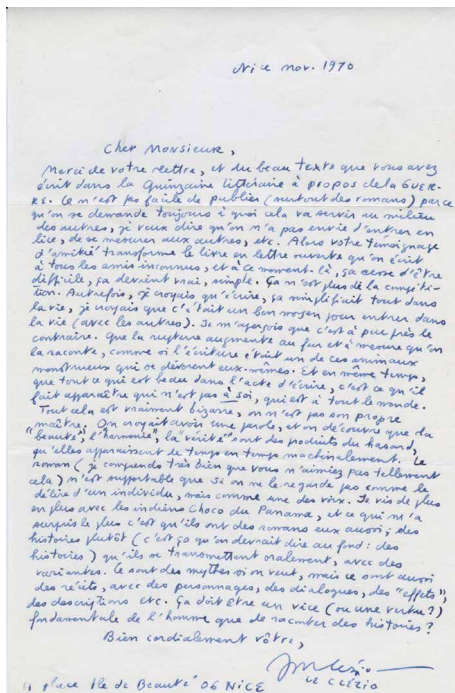 Nice nov. 1970
Cher Monsieur,
Merci de votre lettre, et du beau texte que vous avez
écrit dans la Quinzaine littéraire à propos de la GUER-
RE. Ce n'est pas facile de publier (surtout des romans) parce
qu'on se demande toujours à quoi cela va servir au milieu
des autres, je veux dire qu'on n'a pas envie d'entrer en
lice, de se mesurer aux autres, etc. Alors votre témoignage
d'amitié transforme le livre en lettre ouverte qu'on écrit
à tous les amis inconnus, et à ce moment-là, ça cesse d'être
difficile, ça devient vrai, simple. Ça n'est plus de la compéti-
tion. Autrefois, je croyais qu'écrire, ça simplifiait tout dans
la vie, je croyais que c'était un bon moyen pour entrer dans
la vie (avec les autres). Je m'aperçois que c'est à peu près le
contraire. Que la rupture augmente au fur et à mesure qu'on
la raconte, comme si l'écriture était un de ces animaux
monstrueux qui se dévorent eux-mêmes. Et en même temps,
que tout ce qui est beau dans l'acte d'écrire, c'est ce qu'il
fait apparaître qui n'est pas à soi, qui est à tout le monde.
Tout cela est vraiment bizarre, on n'est pas son propre
maître. On croyait avoir une parole, et on découvre que la
"beauté", l'"harmonie", la "vérité" sont des produits du hasard,
qu'elles apparaissent de temps en temps machinalement. Le
roman (je comprends très bien que vous n'aimiez pas tellement
cela) n'est supportable que si on ne le regarde pas comme le
délire d'un individu, mais comme une des voix. Je vis de plus
en plus avec les indiens Choco du Panama, et ce qui m'a
surpris le plus c'est qu'ils ont des romans eux aussi; des
histoires plutôt (c'est ça qu'on devrait dire au fond: des
histoires) qu'ils se transmettent oralement, avec des
variantes. Ce sont des mythes si on veut, mais ce sont aussi
des récits, avec des personnages, des dialogues, des "effets",
des descriptions etc. Ça doit être un vice (ou une vertu?)
fondamentale de l'homme que de raconter des histoires?
Bien cordialement vôtre,
JM Le Clézio
LE CLÉZIO
11 place Ile de Beauté 06 NICE